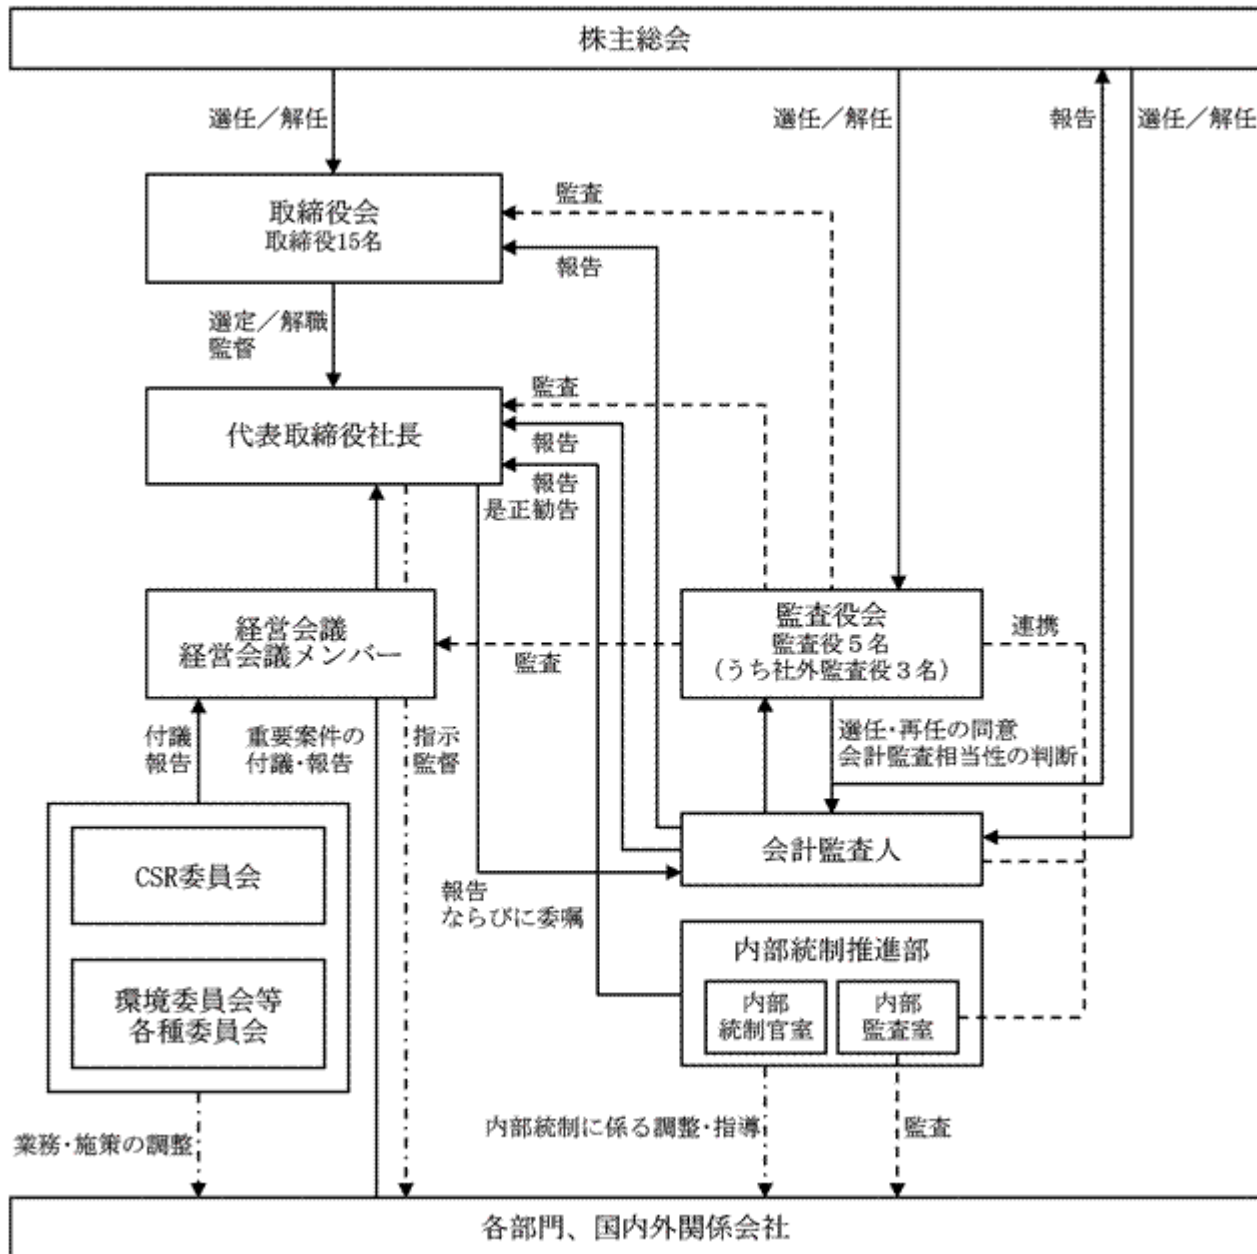 株主総会
選任／解任
選任／解任
報告
選任／解任
取締役会
取締役15名
監査
報告
選定／解職
監督
代表取締役社長
監査
報告
報告
是正勧告
経営会議
経営会議メンバー
監査
監査役会
監査役５名
（うち社外監査役３名）
連携
付議
報告
重要案件の
付議・報告
指示
監督
選任・再任の同意
会計監査相当性の判断
CSR委員会
環境委員会等
各種委員会
会計監査人
報告
ならびに委嘱
内部統制推進部
内部
統制官室
内部
監査室
業務・施策の調整
内部統制に係る調整・指導
監査
各部門、国内外関係会社